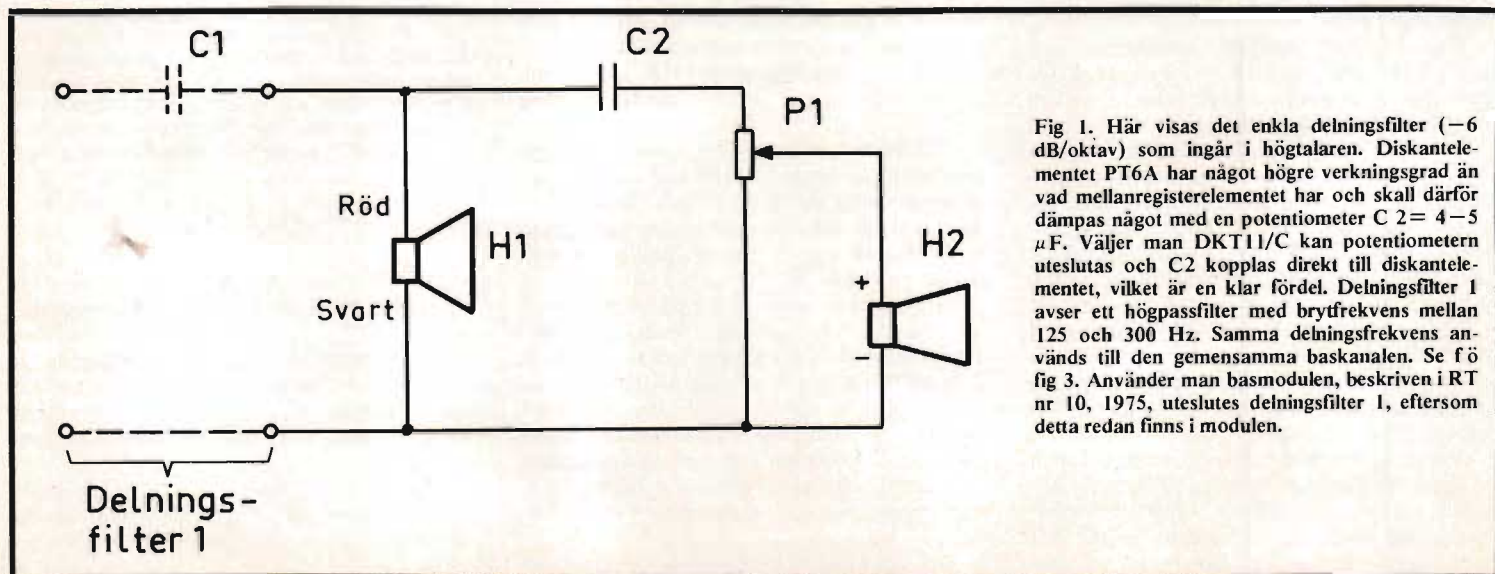 C1
C2
P1
Röd
H1
H2
Svart
+
−
Delnings-
filter 1
Fig 1. Här visas det enkla delningsfilter (−6
dB/oktav) som ingår i högtalaren. Diskantele-
mentet PT6A har något högre verkningsgrad än
vad mellanregisterelementet har och skall därför
dämpas något med en potentiometer C 2= 4−5
μF. Väljer man DKT11/C kan potentiometern
uteslutas och C2 kopplas direkt till diskantele-
mentet, vilket är en klar fördel. Delningsfilter 1
avser ett högpassfilter med brytfrekvens mellan
125 och 300 Hz. Samma delningsfrekvens an-
vänds till den gemensamma baskanalen. Se f ö
fig 3. Använder man basmodulen, beskriven i RT
nr 10, 1975, uteslutes delningsfilter 1, eftersom
detta redan finns i modulen.